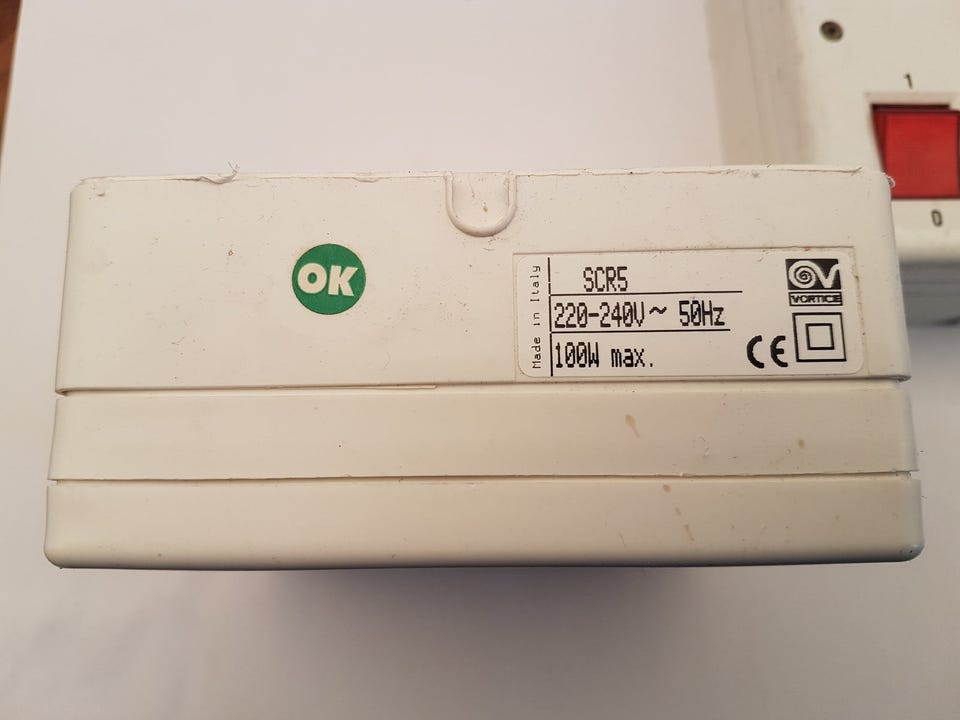 1
0
OK
Made in Italy
SCR5
220-240V ~ 50Hz
100W max.
VORTICE
CE